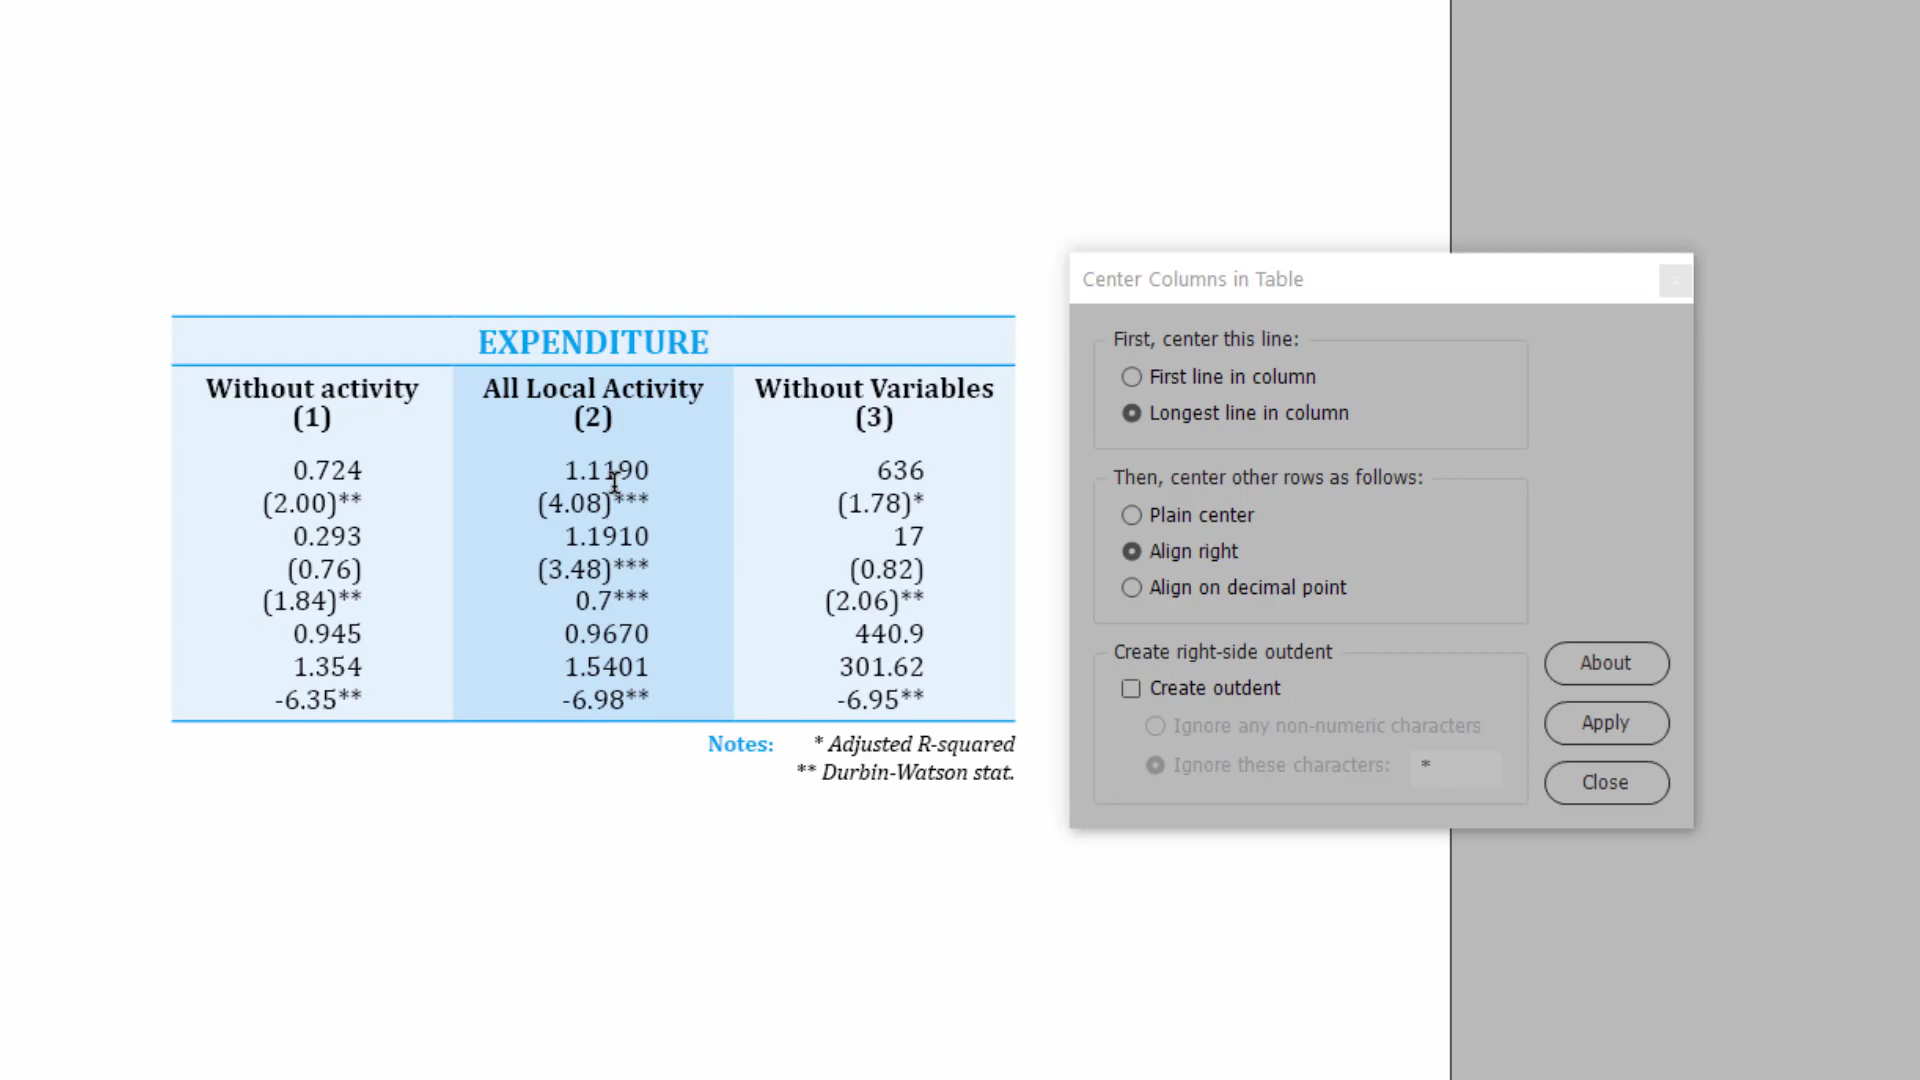 EXPENDITURE
Without activity All Local Activity Without Variables
(1) (2) (3)
0.724 1.1190 636
(2.00)** (4.08)*** (1.78)*
0.293 1.1910 17
(0.76) (3.48)*** (0.82)
(1.84)** 0.7*** (2.06)**
0.945 0.9670 440.9
1.354 1.5401 301.62
-6.35** -6.98** -6.95**
Notes: * Adjusted R-squared
** Durbin-Watson stat.
Center Columns in Table
First, center this line:
First line in column
Longest line in column
Then, center other rows as follows:
Plain center
Align right
Align on decimal point
Create right-side outdent
Create outdent
Ignore any non-numeric characters
Ignore these characters: *
About
Apply
Close